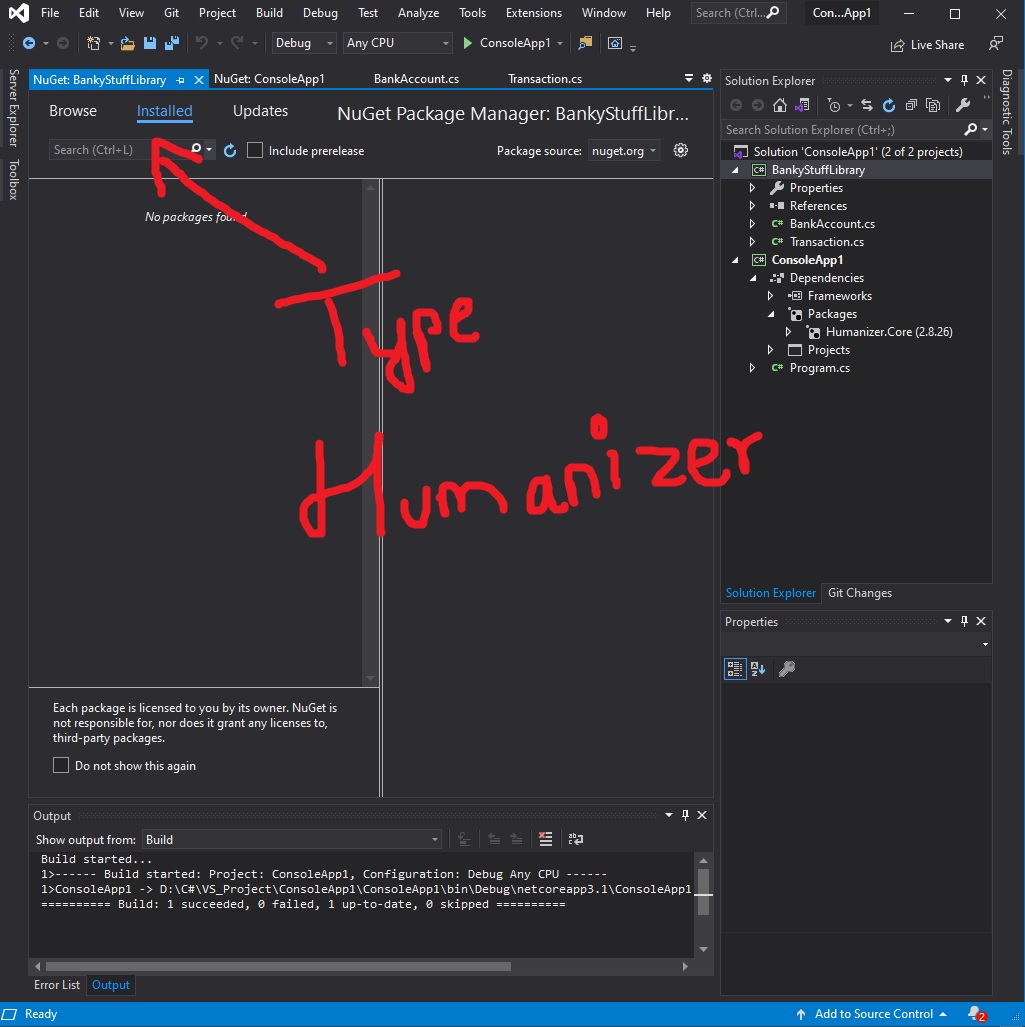 File Edit View Git Project Build Debug Test Analyze Tools Extensions Window Help Search (Ctrl... Con...App1
Debug Any CPU ConsoleApp1 Live Share
Server Explorer
Toolbox
NuGet: BankyStuffLibrary NuGet: ConsoleApp1 BankAccount.cs Transaction.cs
Browse Installed Updates NuGet Package Manager: BankyStuffLibr...
Search (Ctrl+L) Include prerelease Package source: nuget.org
No packages found
Type
Humanizer
Each package is licensed to you by its owner. NuGet is
not responsible for, nor does it grant any licenses to,
third-party packages.
Do not show this again
Solution Explorer
Search Solution Explorer (Ctrl+;)
Solution 'ConsoleApp1' (2 of 2 projects)
C# BankyStuffLibrary
Properties
References
C# BankAccount.cs
C# Transaction.cs
C# ConsoleApp1
Dependencies
Frameworks
Packages
Humanizer.Core (2.8.26)
Projects
C# Program.cs
Solution Explorer Git Changes
Properties
Diagnostic Tools
Output
Show output from: Build
Build started...
1>------ Build started: Project: ConsoleApp1, Configuration: Debug Any CPU ------
1>ConsoleApp1 -> D:\C#\VS_Project\ConsoleApp1\ConsoleApp1\bin\Debug\netcoreapp3.1\ConsoleApp1
========== Build: 1 succeeded, 0 failed, 1 up-to-date, 0 skipped ==========
Error List Output
Ready Add to Source Control 2